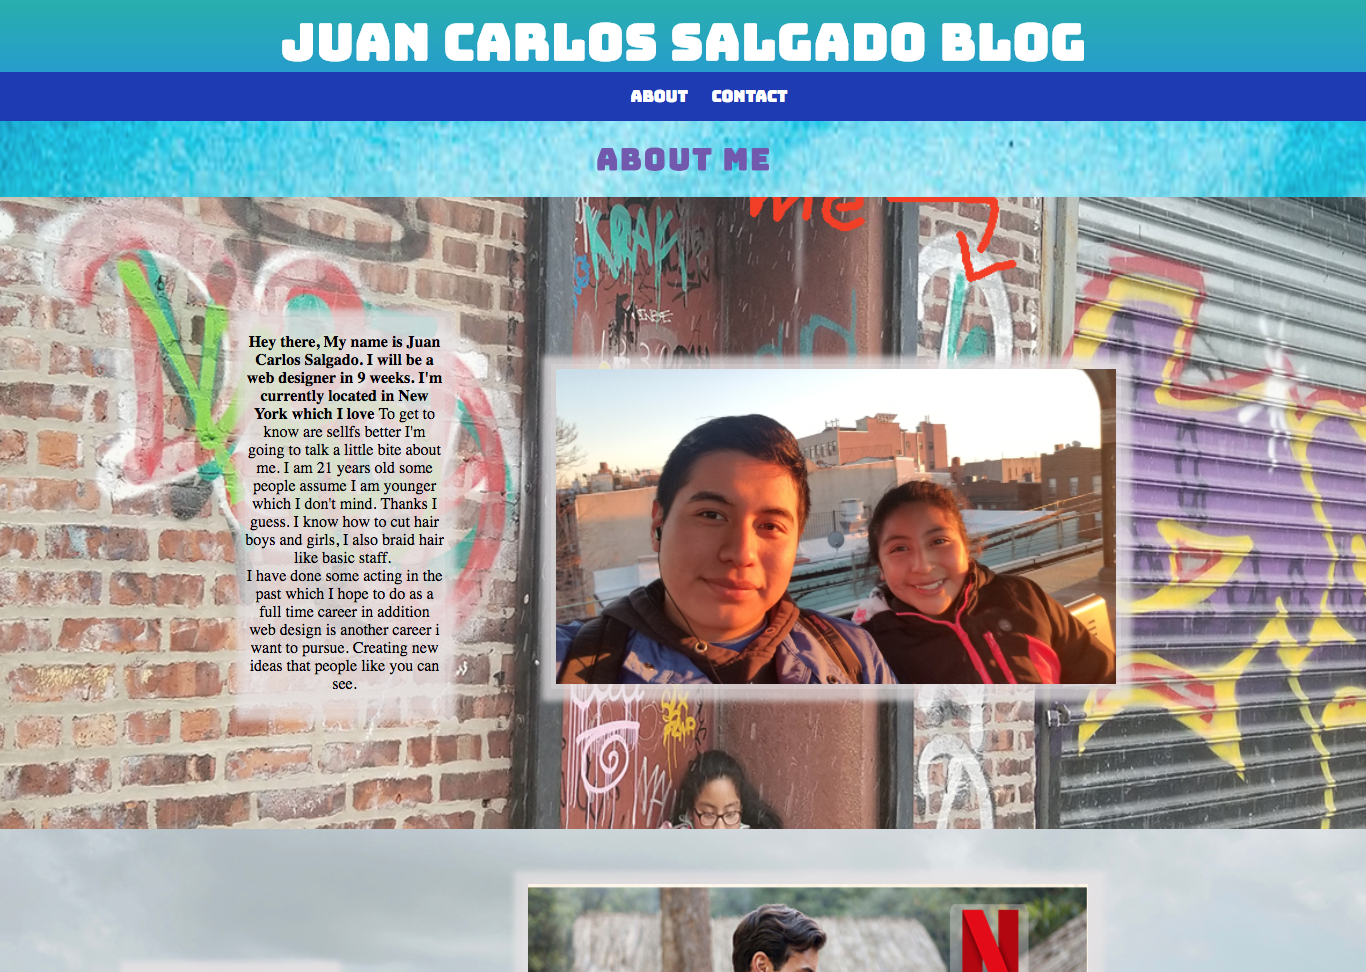 JUAN CARLOS SALGADO BLOG
ABOUT CONTACT
ABOUT ME
ME
KRAK
Hey there, My name is Juan
Carlos Salgado. I will be a
web designer in 9 weeks. I'm
currently located in New
York which I love To get to
know are sellfs better I'm
going to talk a little bite about
me. I am 21 years old some
people assume I am younger
which I don't mind. Thanks I
guess. I know how to cut hair
boys and girls, I also braid hair
like basic staff.
I have done some acting in the
past which I hope to do as a
full time career in addition
web design is another career i
want to pursue. Creating new
ideas that people like you can
see.
N